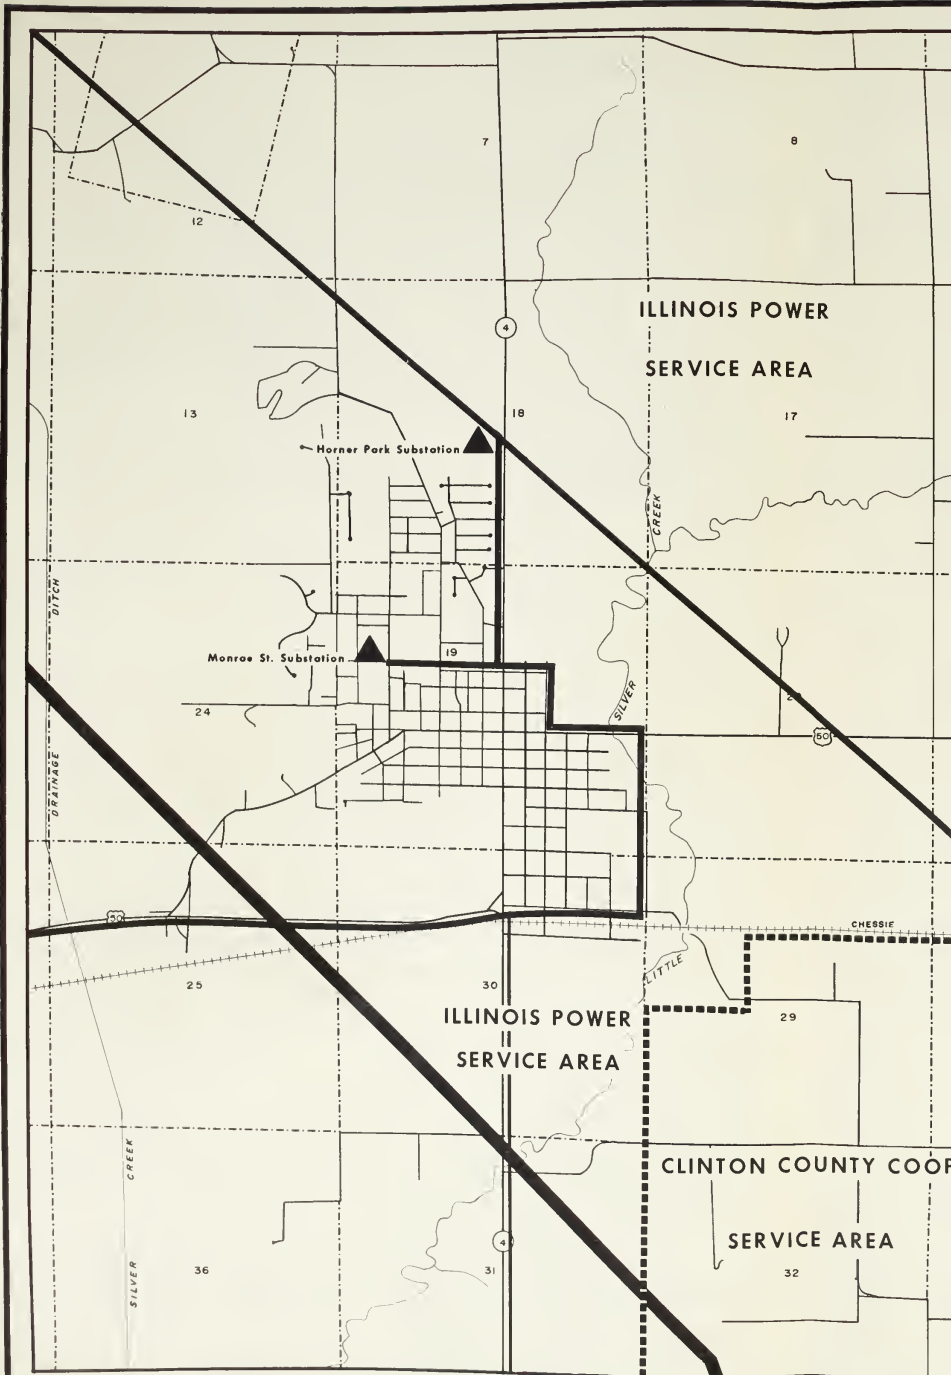 7
8
12
ILLINOIS POWER
SERVICE AREA
4
13
18
17
Horner Park Substation
CREEK
DITCH
Monroe St. Substation
19
SILVER
24
50
DRAINAGE
50
CHESSIE
LITTLE
25
30
29
ILLINOIS POWER
SERVICE AREA
CREEK
CLINTON COUNTY COOP
SERVICE AREA
4
36
31
32
SILVER